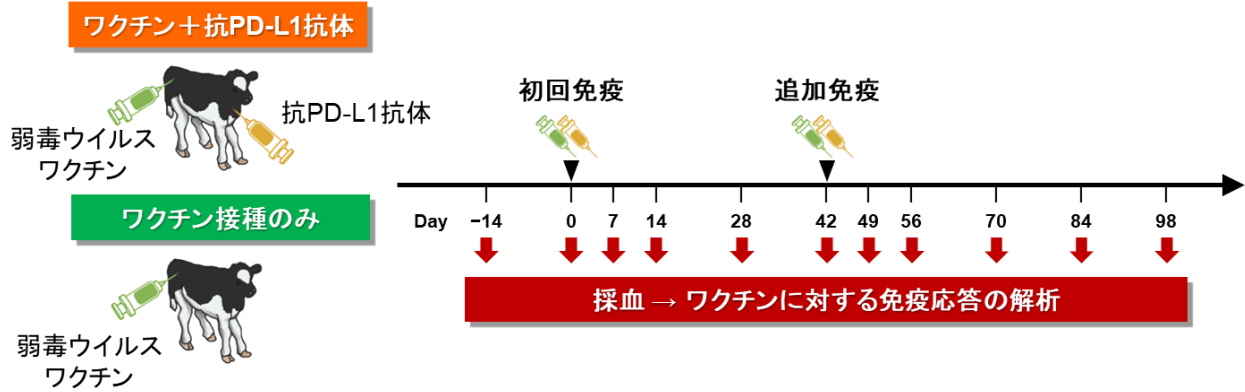 ワクチン＋抗PD-L1抗体
抗PD-L1抗体
弱毒ウイルス
ワクチン
ワクチン接種のみ
弱毒ウイルス
ワクチン
初回免疫
追加免疫
Day −14 0 7 14 28 42 49 56 70 84 98
採血 → ワクチンに対する免疫応答の解析